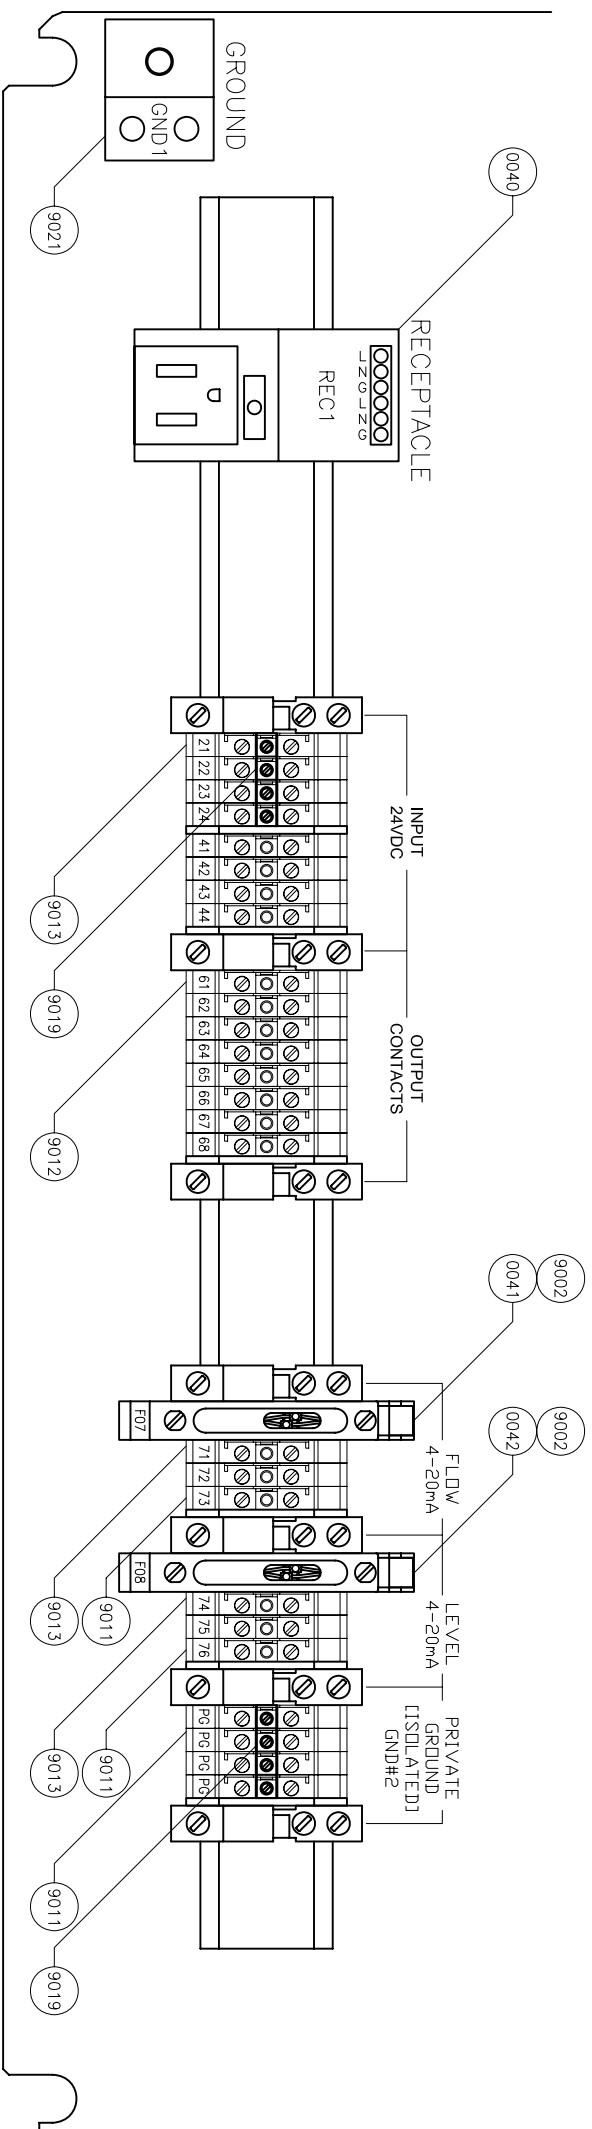 GROUND
GND1
9021
0040
RECEPTACLE
L N G L N G
REC1
INPUT
24VDC
21
22
23
24
41
42
43
44
9013
9019
OUTPUT
CONTACTS
61
62
63
64
65
66
67
68
9012
9002
0041
9002
0042
FLOW
4-20mA
F07
71
72
73
9011
9013
LEVEL
4-20mA
F08
74
75
76
9011
9013
PRIVATE
GROUND
[ISOLATED]
GND#2
PG
PG
PG
PG
9011
9019